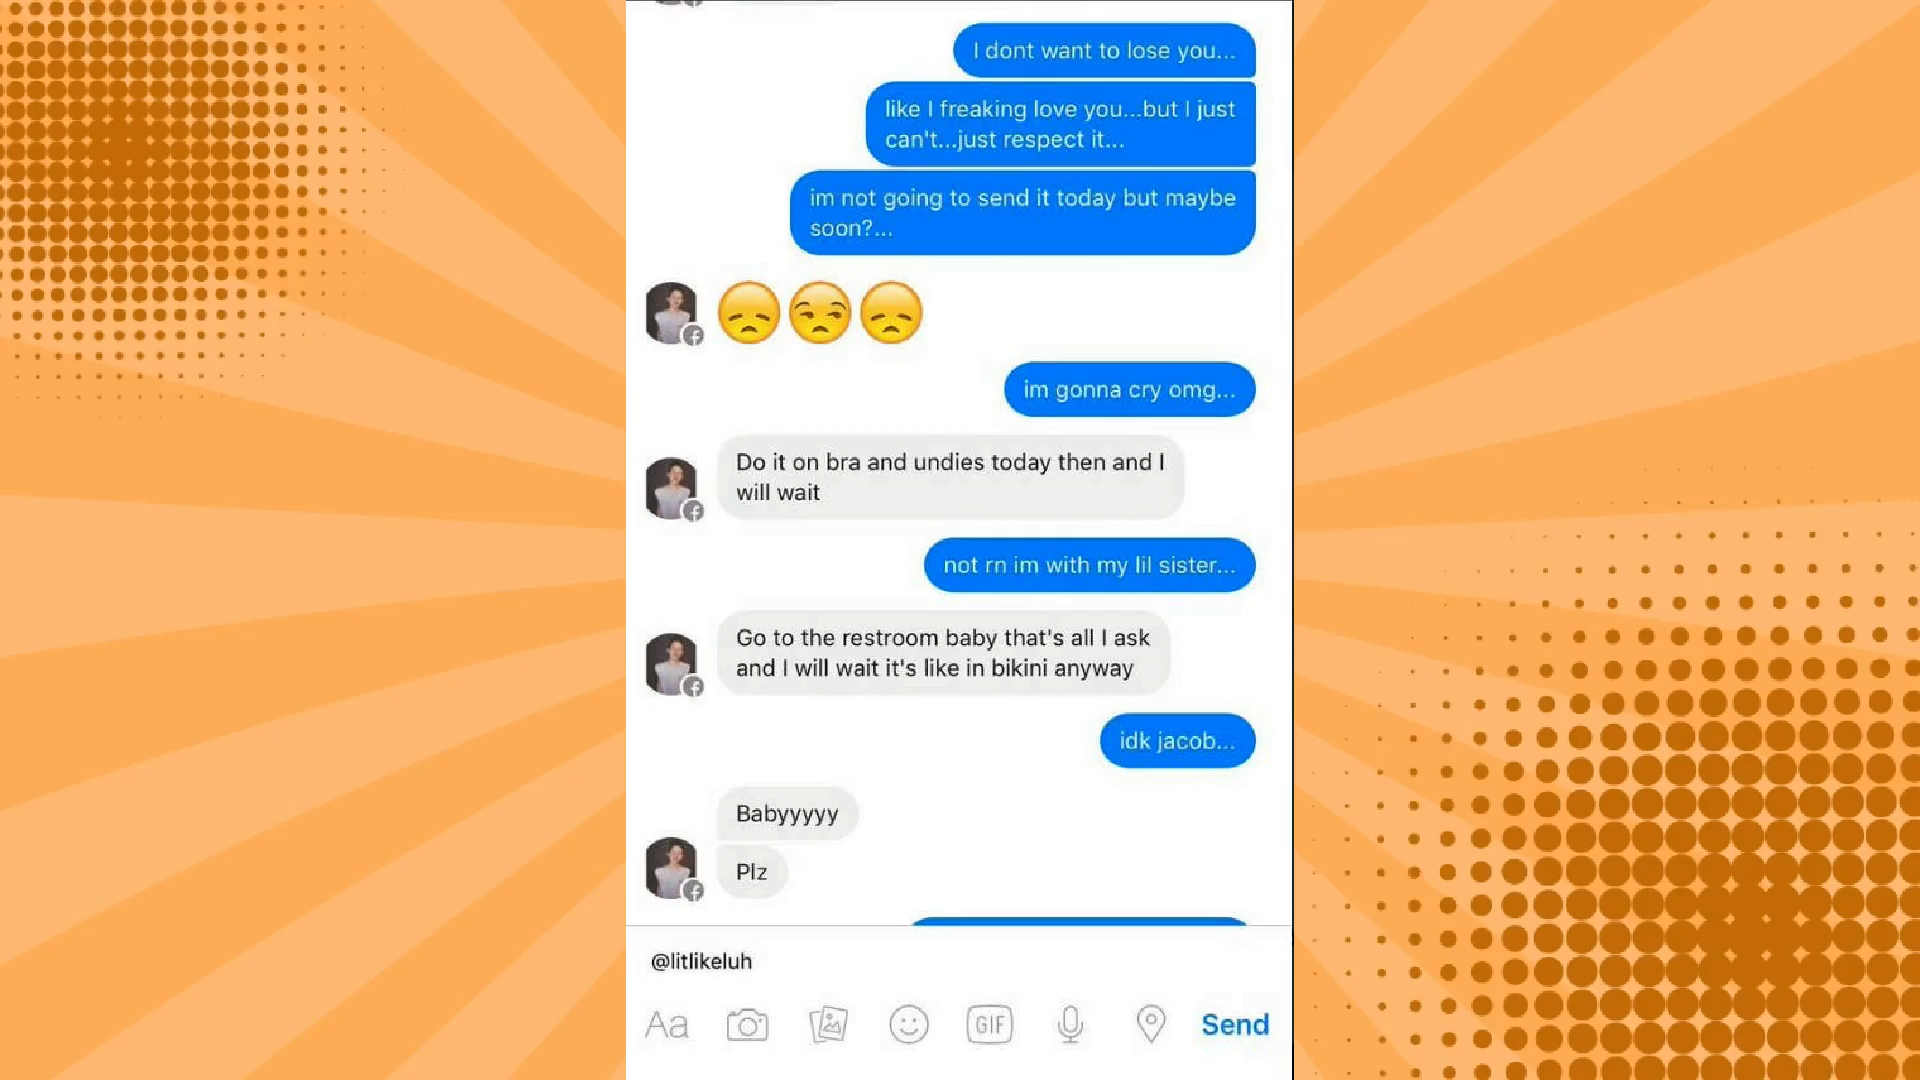 I dont want to lose you...
like I freaking love you...but I just
can't...just respect it...
im not going to send it today but maybe
soon?...
im gonna cry omg...
Do it on bra and undies today then and I
will wait
not rn im with my lil sister...
Go to the restroom baby that's all I ask
and I will wait it's like in bikini anyway
idk jacob...
Babyyyyy
Plz
@litlikeluh
Aa
GIF
Send